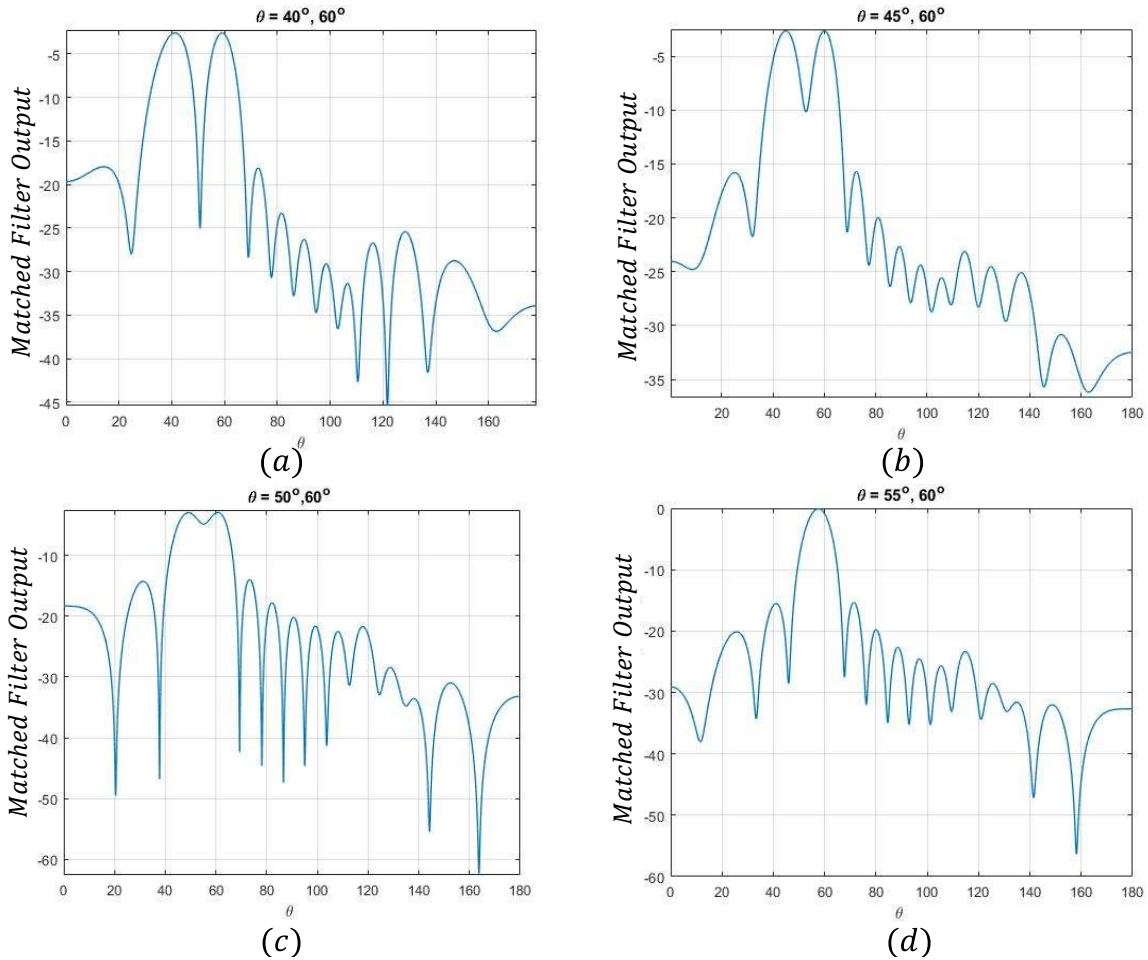 θ = 40°, 60°
Matched Filter Output
-5
-10
-15
-20
-25
-30
-35
-40
-45
0 20 40 60 80 100 120 140 160
θ
(a)
θ = 45°, 60°
Matched Filter Output
-5
-10
-15
-20
-25
-30
-35
20 40 60 80 100 120 140 160 180
θ
(b)
θ = 50°,60°
Matched Filter Output
-10
-20
-30
-40
-50
-60
0 20 40 60 80 100 120 140 160 180
θ
(c)
θ = 55°, 60°
Matched Filter Output
0
-10
-20
-30
-40
-50
-60
0 20 40 60 80 100 120 140 160 180
θ
(d)